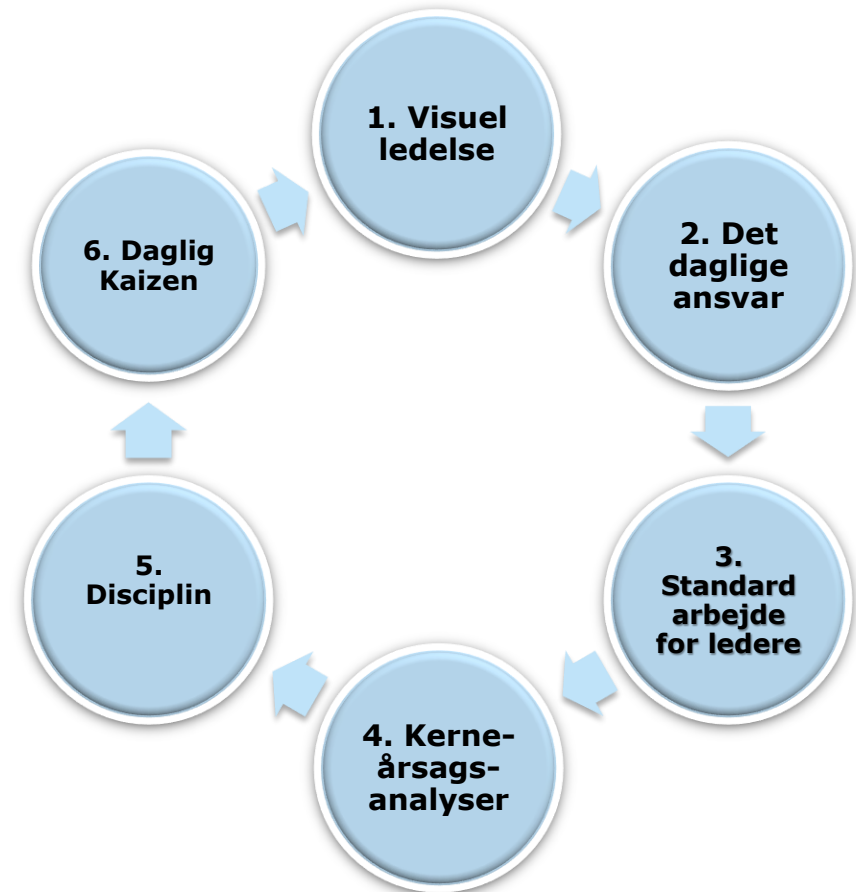 1. Visuel
ledelse
2. Det
daglige
ansvar
3.
Standard
arbejde
for ledere
4. Kerne-
årsags-
analyser
5.
Disciplin
6. Daglig
Kaizen